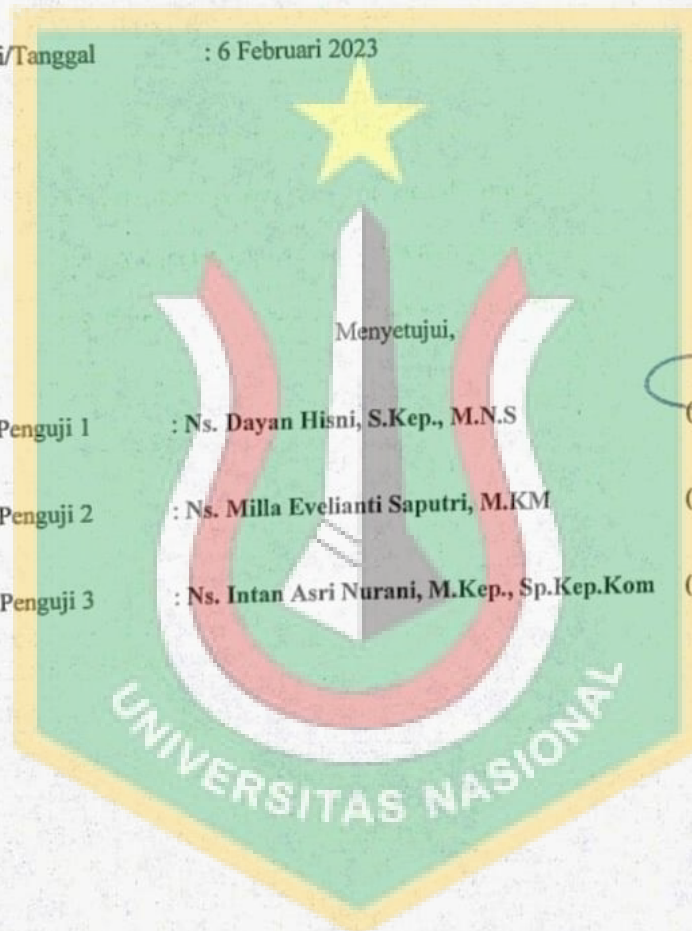 i/Tanggal : 6 Februari 2023
Menyetujui,
Penguji 1 : Ns. Dayan Hisni, S.Kep., M.N.S (
Penguji 2 : Ns. Milla Evelianti Saputri, M.KM (
Penguji 3 : Ns. Intan Asri Nurani, M.Kep., Sp.Kep.Kom (
UNIVERSITAS NASIONAL